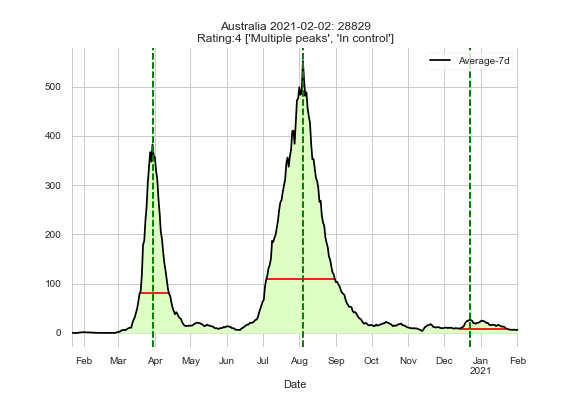 Australia 2021-02-02: 28829
Rating:4 ['Multiple peaks', 'In control']
Average-7d
500
400
300
200
100
0
Feb Mar Apr May Jun Jul Aug Sep Oct Nov Dec Jan Feb
2021
Date